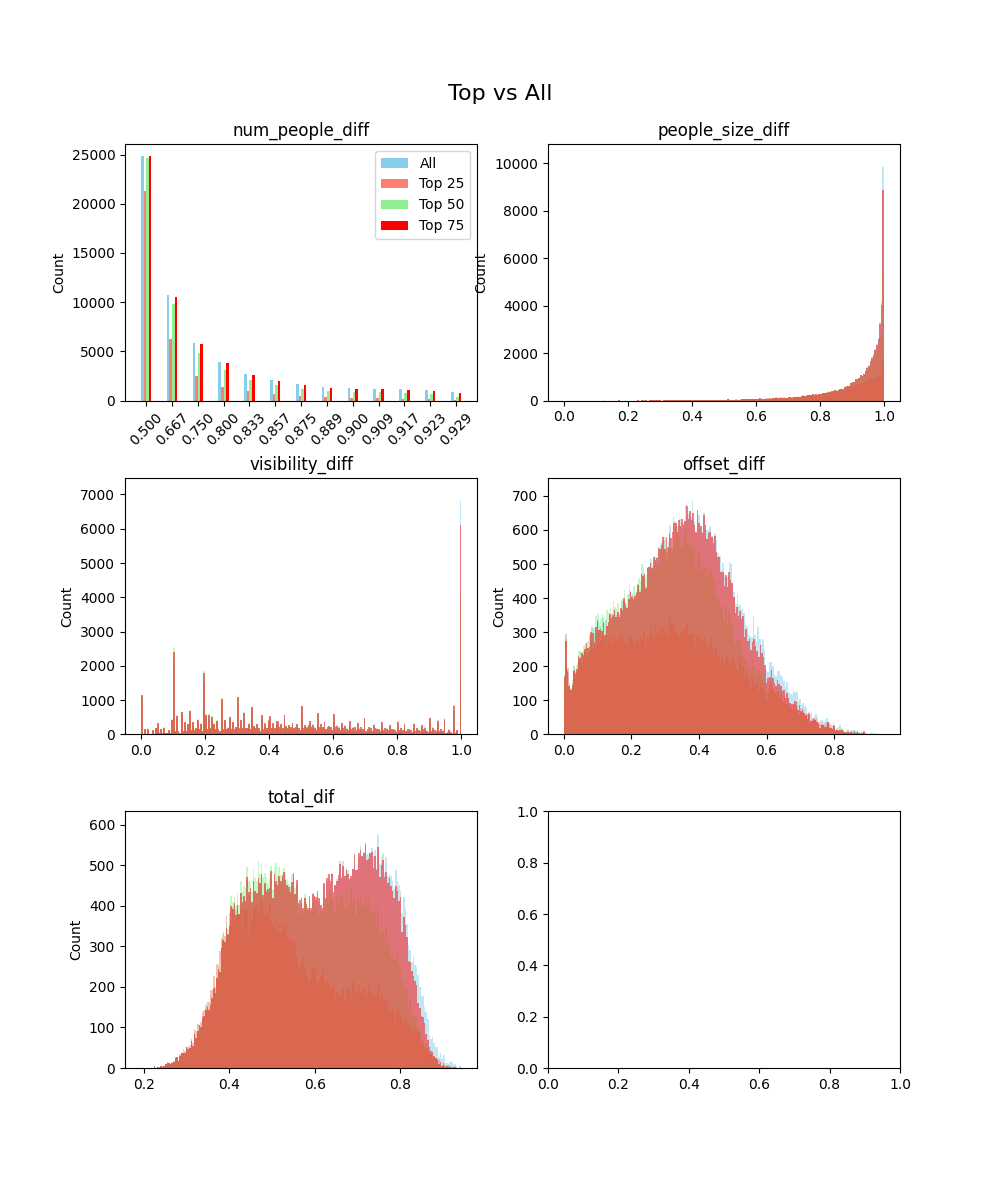 Top vs All
num_people_diff
Count
25000
20000
15000
10000
5000
0
All
Top 25
Top 50
Top 75
0.500
0.667
0.750
0.800
0.833
0.857
0.875
0.889
0.900
0.909
0.917
0.923
0.929
people_size_diff
Count
10000
8000
6000
4000
2000
0
0.0 0.2 0.4 0.6 0.8 1.0
visibility_diff
Count
7000
6000
5000
4000
3000
2000
1000
0
0.0 0.2 0.4 0.6 0.8 1.0
offset_diff
Count
700
600
500
400
300
200
100
0
0.0 0.2 0.4 0.6 0.8
total_dif
Count
600
500
400
300
200
100
0
0.2 0.4 0.6 0.8
1.0
0.8
0.6
0.4
0.2
0.0
0.0 0.2 0.4 0.6 0.8 1.0